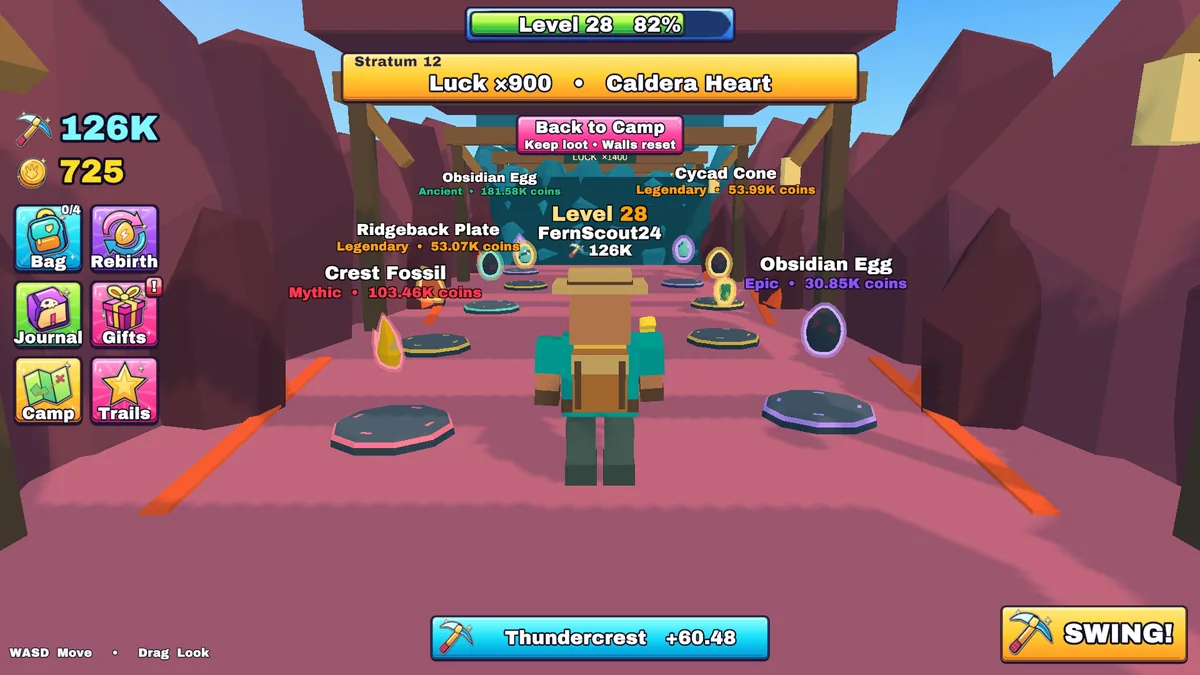 Level 28 82%
Stratum 12
Luck ×900 • Caldera Heart
Back to Camp
Keep loot • Walls reset
LUCK ×1400
126K
725
0/4
Bag
Rebirth
!
Journal
Gifts
Camp
Trails
Obsidian Egg
Ancient • 181.58K coins
Cycad Cone
Legendary • 53.99K coins
Ridgeback Plate
Legendary • 53.07K coins
Level 28
FernScout24
126K
Crest Fossil
Mythic • 103.46K coins
Obsidian Egg
Epic • 30.85K coins
Thundercrest +60.48
SWING!
WASD Move • Drag Look